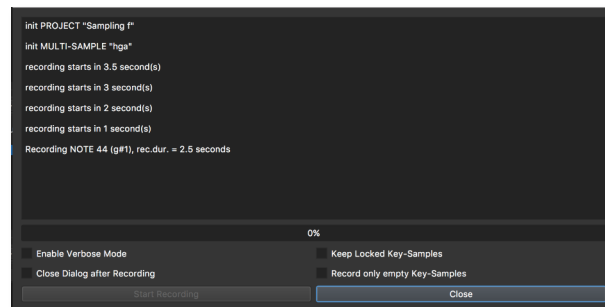 init PROJECT "Sampling f"
init MULTI-SAMPLE "hga"
recording starts in 3.5 second(s)
recording starts in 3 second(s)
recording starts in 2 second(s)
recording starts in 1 second(s)
Recording NOTE 44 (g#1), rec.dur. = 2.5 seconds
0%
Enable Verbose Mode
Keep Locked Key-Samples
Close Dialog after Recording
Record only empty Key-Samples
Start Recording
Close